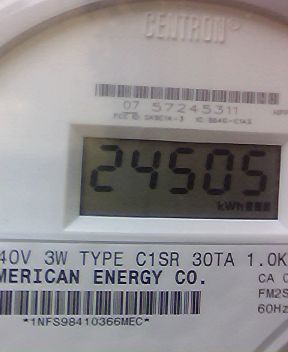 CENTRON®
07 57245311
24505
kWh
40V 3W TYPE C1SR 30TA 1.0K
MERICAN ENERGY CO.
CA
FM2S
60Hz
*1NFS98410366MEC*